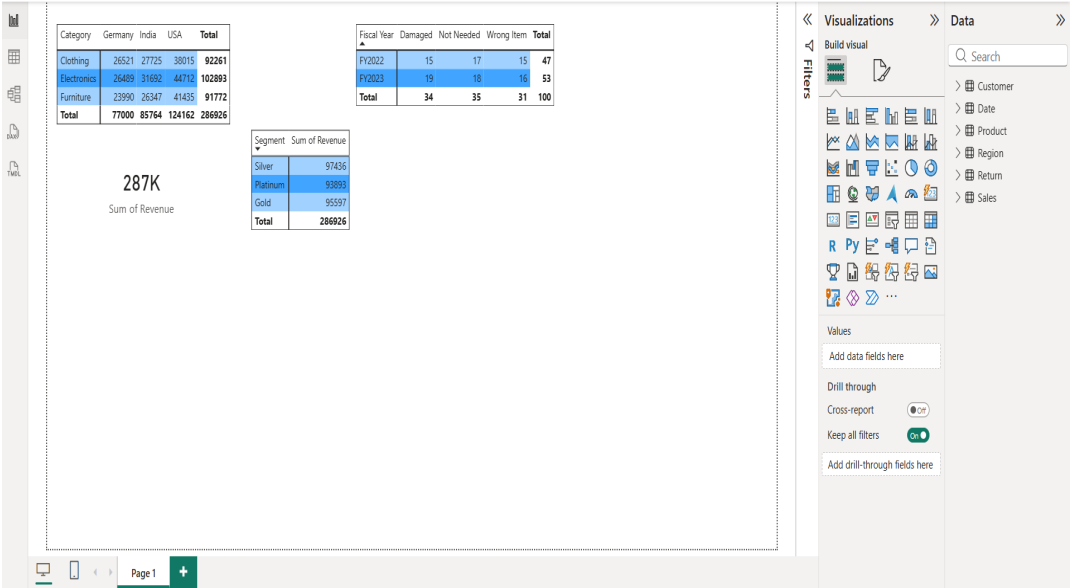 Category Germany India USA Total
Clothing 26521 27725 38015 92261
Electronics 26489 31692 44712 102893
Furniture 23990 26347 41435 91772
Total 77000 85764 124162 286926
Fiscal Year Damaged Not Needed Wrong Item Total
FY2022 15 17 15 47
FY2023 19 18 16 53
Total 34 35 31 100
Segment Sum of Revenue
Silver 97436
Platinum 93893
Gold 95597
Total 286926
287K
Sum of Revenue
DAX
TMDL
Page 1
+
Filters
Visualizations
Build visual
123
R Py
...
Values
Add data fields here
Drill through
Cross-report Off
Keep all filters On
Add drill-through fields here
Data
Search
Customer
Date
Product
Region
Return
Sales